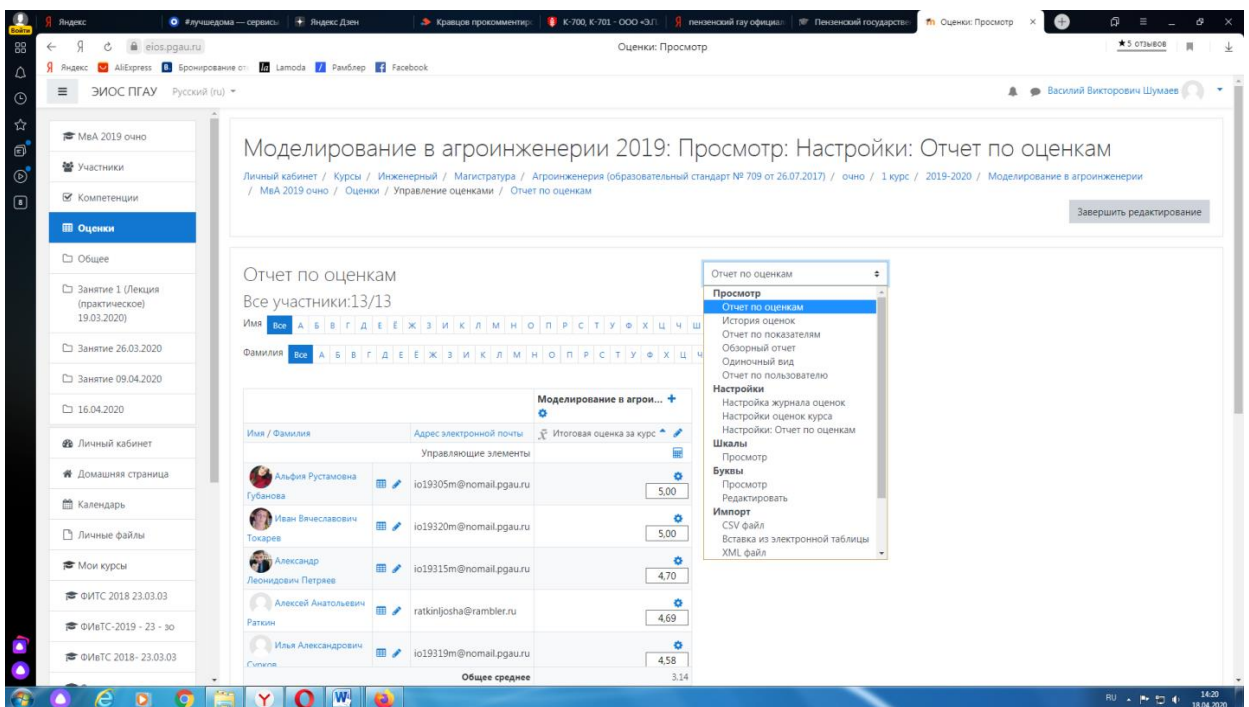 Яндекс
#лучшедома — сервисы
Яндекс Дзен
Кравцов прокомментиро
К-700, К-701 - ООО «Э.П.
пензенский гау официал
Пензенский государстве
Оценки: Просмотр
Войти
eios.pgau.ru
Оценки: Просмотр
★5 отзывов
Яндекс
AliExpress
Бронирование от
Lamoda
Рамблер
Facebook
ЭИОС ПГАУ
Русский (ru)
Василий Викторович Шумаев
МвА 2019 очно
Участники
Компетенции
Оценки
Общее
Занятие 1 (Лекция
(практическое)
19.03.2020)
Занятие 26.03.2020
Занятие 09.04.2020
16.04.2020
Личный кабинет
Домашняя страница
Календарь
Личные файлы
Мои курсы
ФИТС 2018 23.03.03
ФИвТС-2019 - 23 - зо
ФИвТС 2018- 23.03.03
Моделирование в агроинженерии 2019: Просмотр: Настройки: Отчет по оценкам
Личный кабинет / Курсы / Инженерный / Магистратура / Агроинженерия (образовательный стандарт № 709 от 26.07.2017) / очно / 1 курс / 2019-2020 / Моделирование в агроинженерии
/ МвА 2019 очно / Оценки / Управление оценками / Отчет по оценкам
Завершить редактирование
Отчет по оценкам
Все участники:13/13
Имя Все А Б В Г Д Е Ё Ж З И К Л М Н О П Р С Т У Ф Х Ц Ч Ш
Фамилия Все А Б В Г Д Е Ё Ж З И К Л М Н О П Р С Т У Ф Х Ц Ч
Отчет по оценкам
Просмотр
Отчет по оценкам
История оценок
Отчет по показателям
Обзорный отчет
Одиночный вид
Отчет по пользователю
Настройки
Настройка журнала оценок
Настройки оценок курса
Настройки: Отчет по оценкам
Шкалы
Просмотр
Буквы
Просмотр
Редактировать
Импорт
CSV файл
Вставка из электронной таблицы
XML файл
Моделирование в агрои...
Имя / Фамилия
Адрес электронной почты
Итоговая оценка за курс
Управляющие элементы
Альфия Рустамовна
Губанова
io19305m@nomail.pgau.ru
5,00
Иван Вячеславович
Токарев
io19320m@nomail.pgau.ru
5,00
Александр
Леонидович Петряев
io19315m@nomail.pgau.ru
4,70
Алексей Анатольевич
Раткин
ratkinljosha@rambler.ru
4,69
Илья Александрович
io19319m@nomail.pgau.ru
4,58
Общее среднее
3.14
RU
14:20
18.04.2020